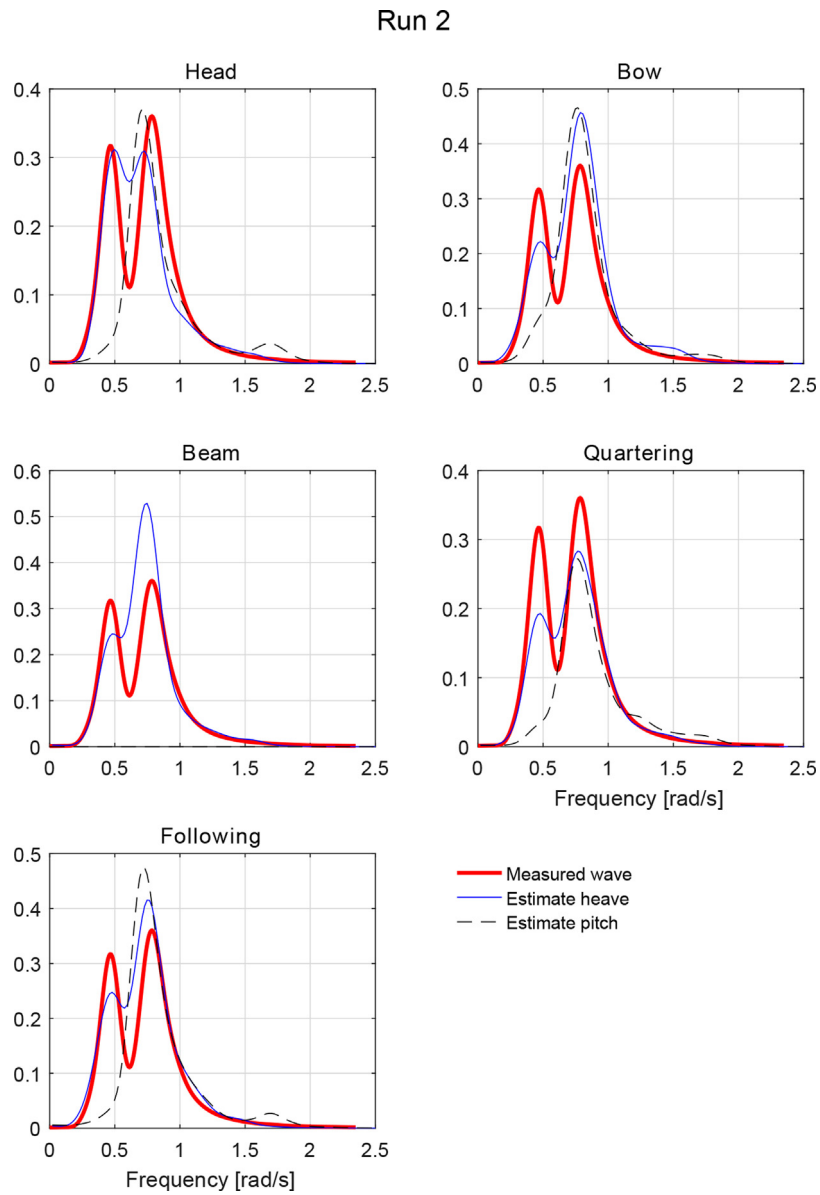 Run 2
Head
0.4
0.3
0.2
0.1
0
0 0.5 1 1.5 2 2.5
Bow
0.5
0.4
0.3
0.2
0.1
0
0 0.5 1 1.5 2 2.5
Beam
0.6
0.5
0.4
0.3
0.2
0.1
0
0 0.5 1 1.5 2 2.5
Quartering
0.4
0.3
0.2
0.1
0
0 0.5 1 1.5 2 2.5
Frequency [rad/s]
Following
0.5
0.4
0.3
0.2
0.1
0
0 0.5 1 1.5 2 2.5
Frequency [rad/s]
Measured wave
Estimate heave
Estimate pitch